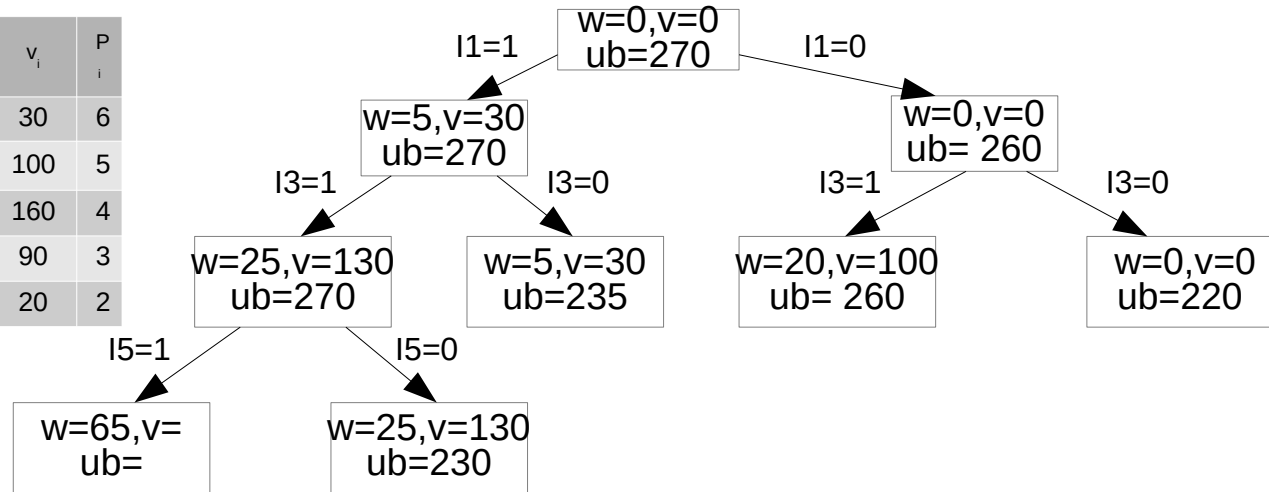 v i
P i
30 6
100 5
160 4
90 3
20 2
w=0,v=0
ub=270
I1=1
I1=0
w=5,v=30
ub=270
w=0,v=0
ub= 260
I3=1
I3=0
I3=1
I3=0
w=25,v=130
ub=270
w=5,v=30
ub=235
w=20,v=100
ub= 260
w=0,v=0
ub=220
I5=1
I5=0
w=65,v=
ub=
w=25,v=130
ub=230